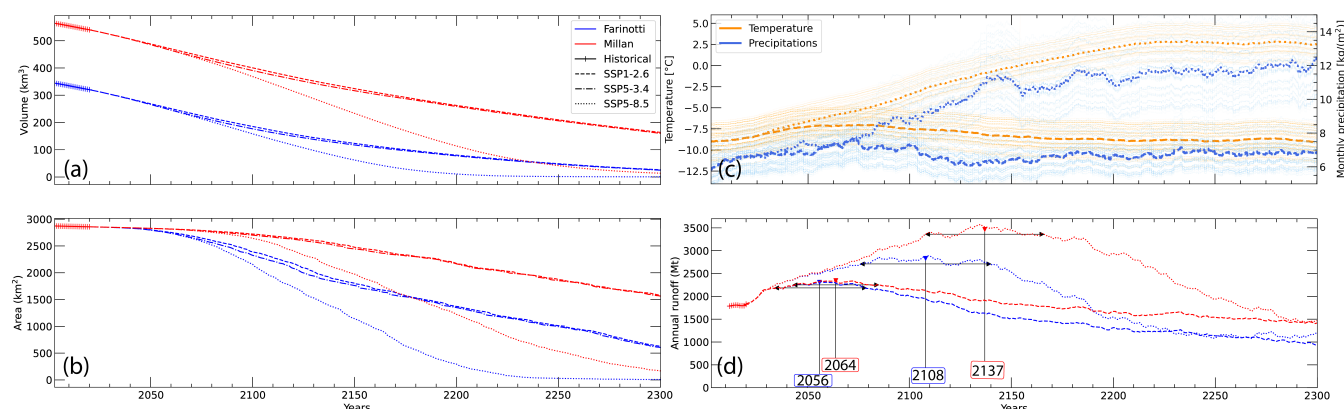 500
400
300
200
100
0
Volume (km³)
(a)
Farinotti
Millan
Historical
SSP1-2.6
SSP5-3.4
SSP5-8.5
3000
2500
2000
1500
1000
500
0
Area (km²)
(b)
2050
2100
2150
2200
2250
2300
Years
5.0
2.5
0.0
−2.5
−5.0
−7.5
−10.0
−12.5
Temperature [°C]
Temperature
Precipitations
(c)
14
12
10
8
6
Monthly precipitation [kg/(m²)]
3500
3000
2500
2000
1500
1000
500
0
Annual runoff (Mt)
2056
2064
2108
2137
(d)
2050
2100
2150
2200
2250
2300
Years